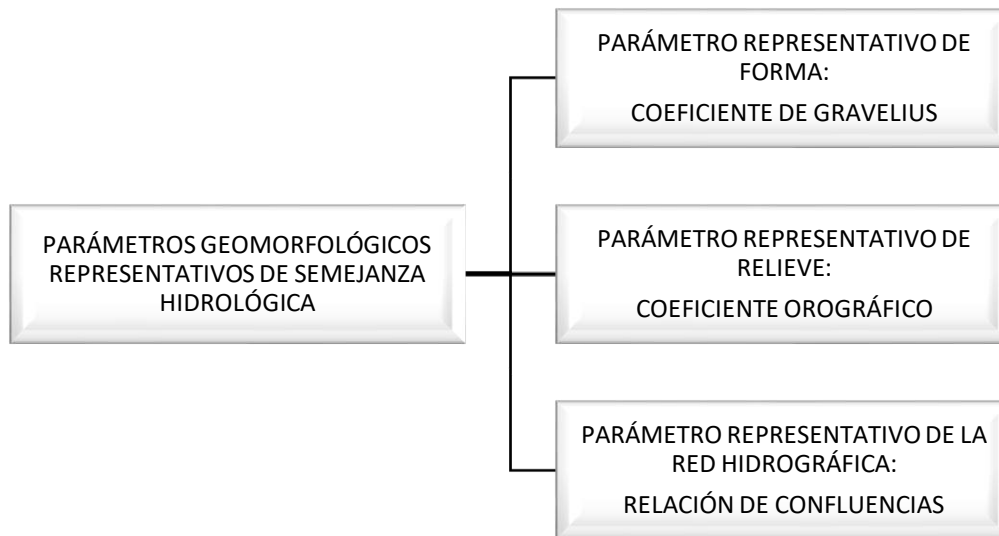 PARÁMETROS GEOMORFOLÓGICOS
REPRESENTATIVOS DE SEMEJANZA
HIDROLÓGICA
PARÁMETRO REPRESENTATIVO DE
FORMA:
COEFICIENTE DE GRAVELIUS
PARÁMETRO REPRESENTATIVO DE
RELIEVE:
COEFICIENTE OROGRÁFICO
PARÁMETRO REPRESENTATIVO DE LA
RED HIDROGRÁFICA:
RELACIÓN DE CONFLUENCIAS